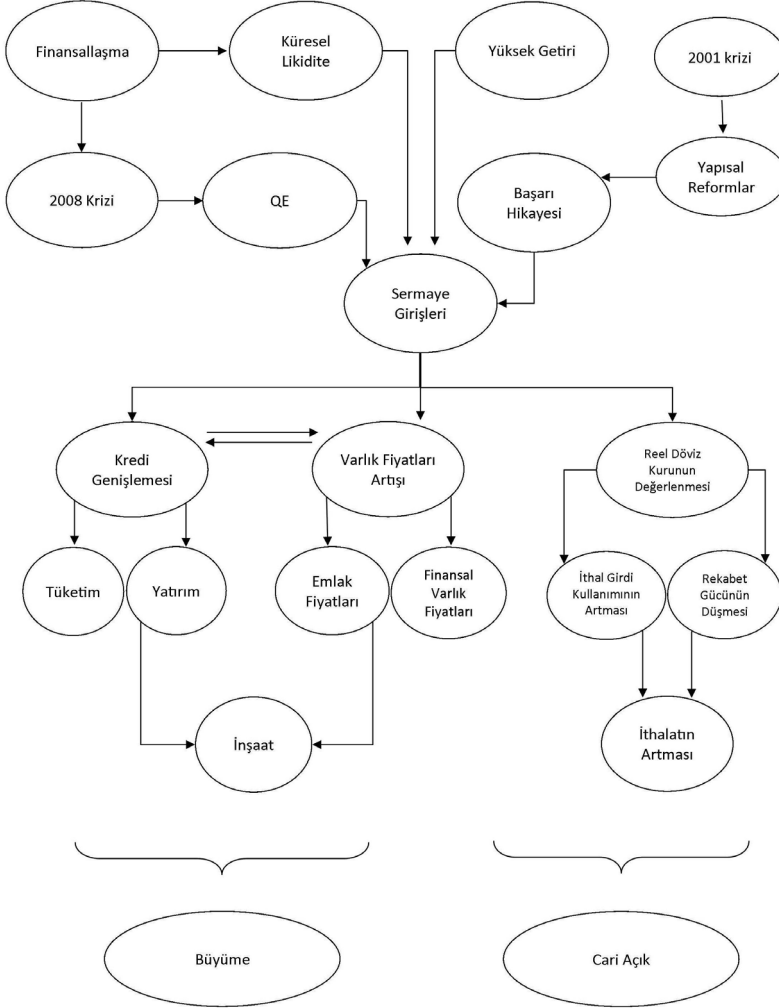 Finansallaşma
Küresel
Likidite
Yüksek Getiri
2001 krizi
2008 Krizi
QE
Başarı
Hikayesi
Yapısal
Reformlar
Sermaye
Girişleri
Kredi
Genişlemesi
Varlık Fiyatları
Artışı
Reel Döviz
Kurunun
Değerlenmesi
Tüketim
Yatırım
Emlak
Fiyatları
Finansal
Varlık
Fiyatları
İthal Girdi
Kullanımının
Artması
Rekabet
Gücünün
Düşmesi
İnşaat
İthalatın
Artması
Büyüme
Cari Açık